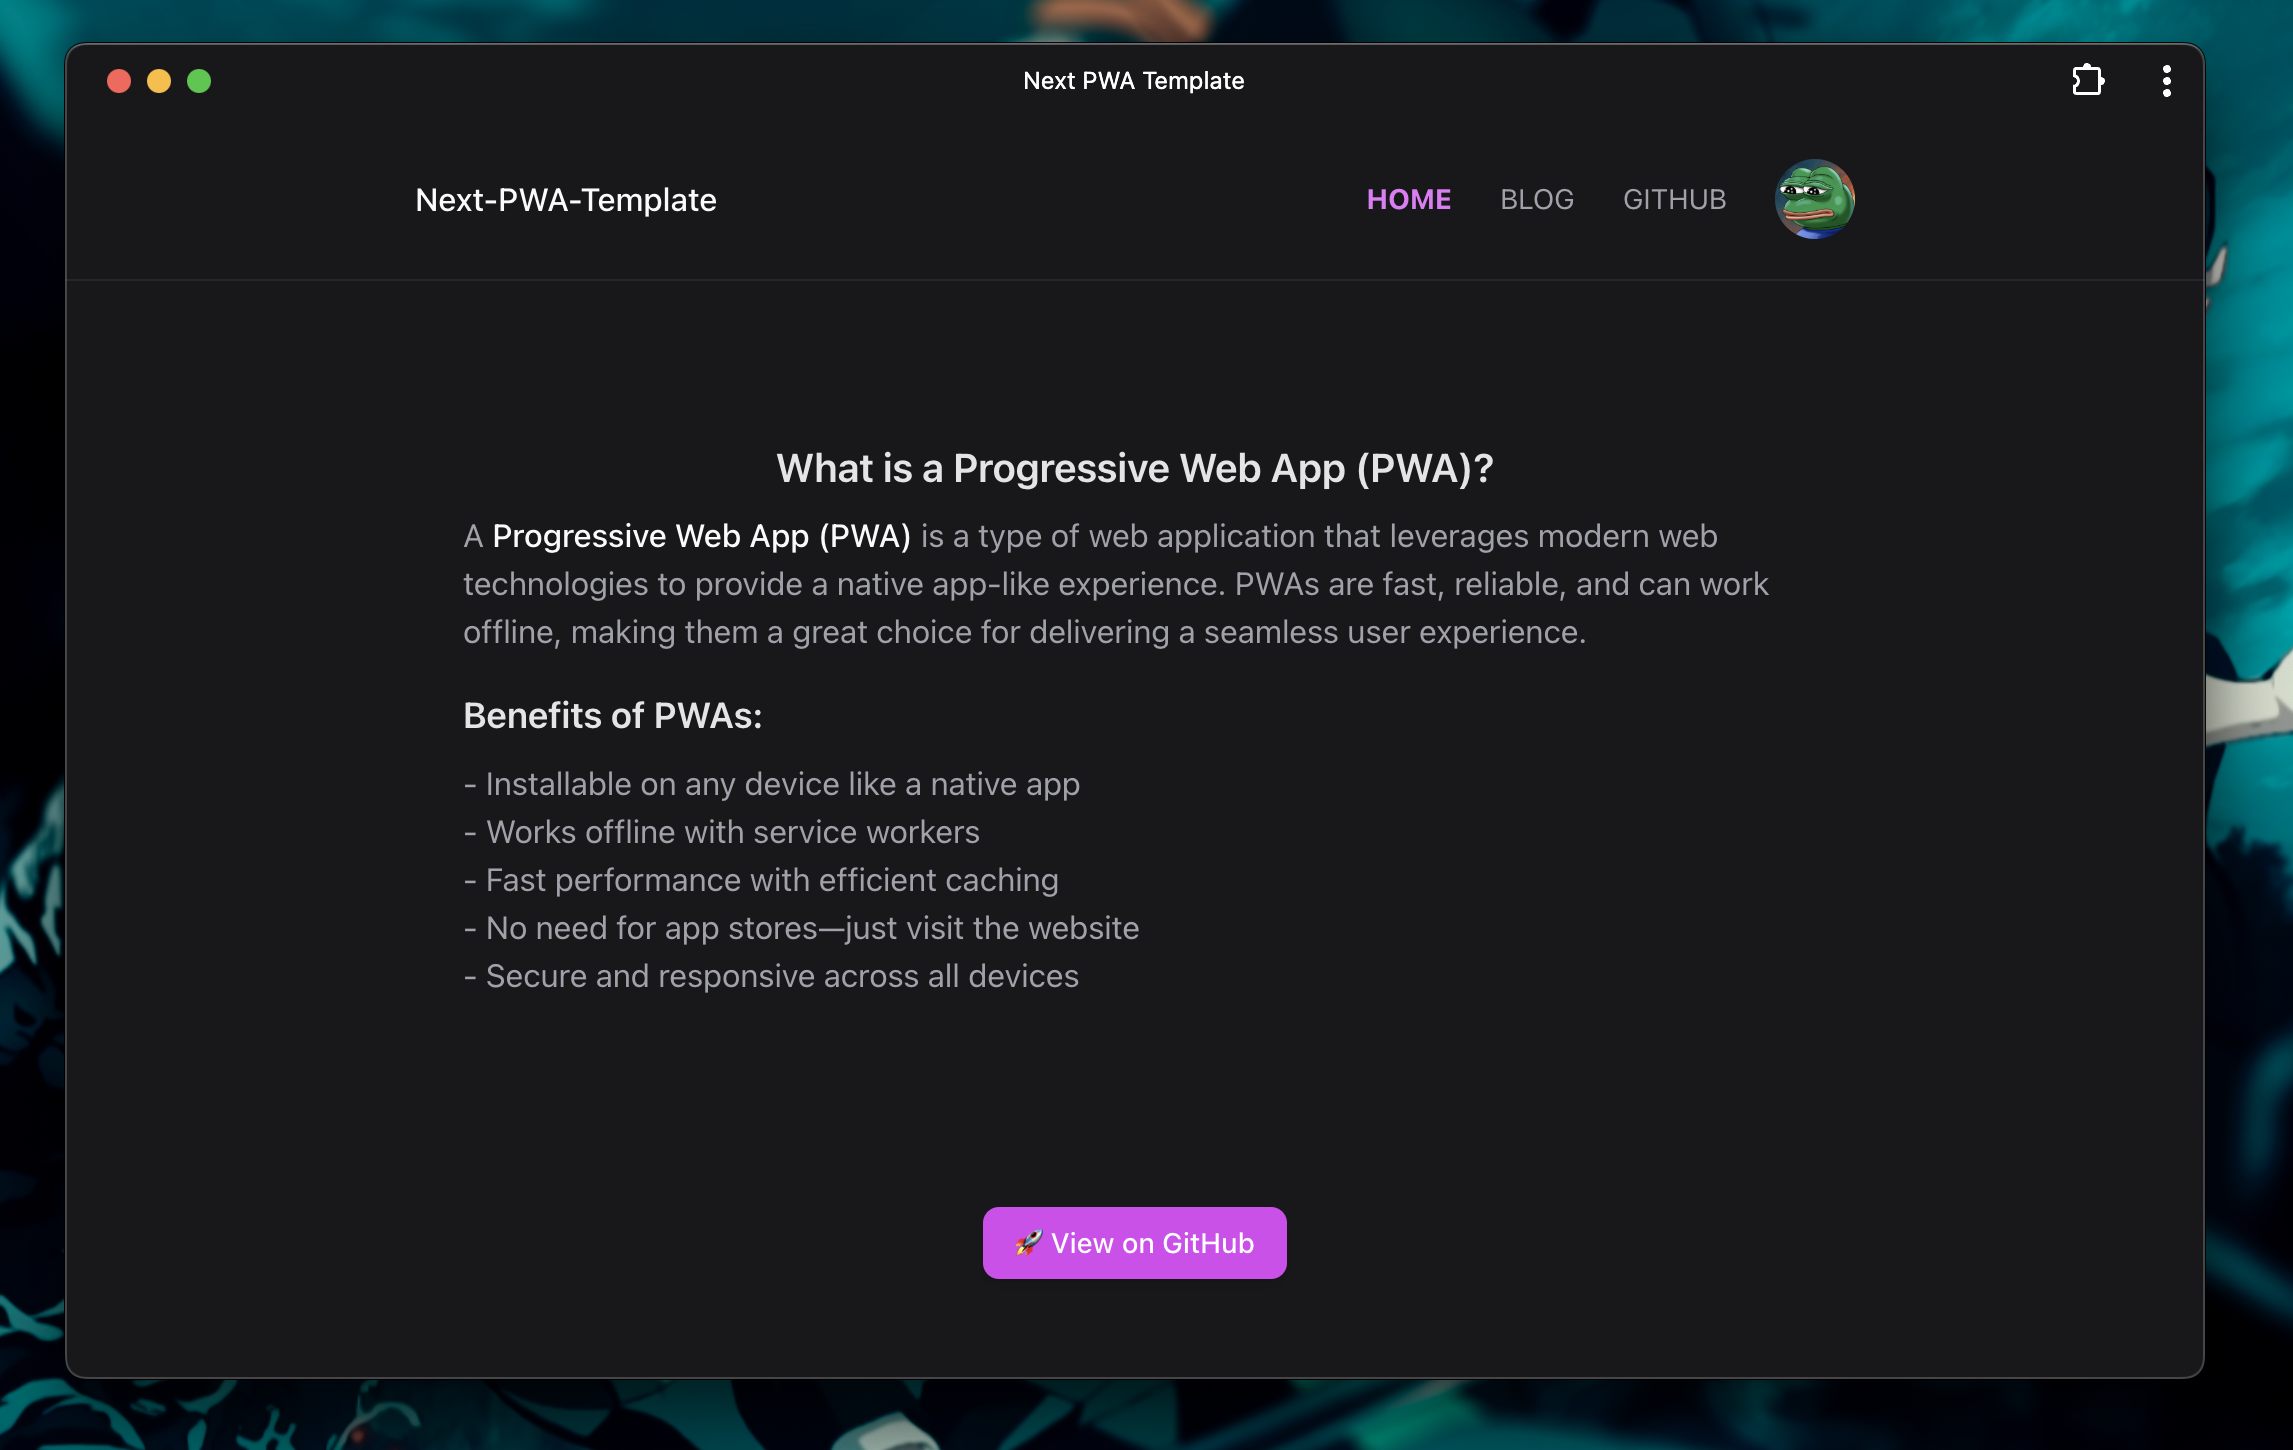 Next PWA Template
Next-PWA-Template
HOME BLOG GITHUB
What is a Progressive Web App (PWA)?
A Progressive Web App (PWA) is a type of web application that leverages modern web
technologies to provide a native app-like experience. PWAs are fast, reliable, and can work
offline, making them a great choice for delivering a seamless user experience.
Benefits of PWAs:
- Installable on any device like a native app
- Works offline with service workers
- Fast performance with efficient caching
- No need for app stores—just visit the website
- Secure and responsive across all devices
🚀 View on GitHub